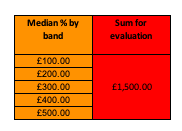 Median % by
band
Sum for
evaluation
£100.00
£200.00
£300.00
£400.00
£500.00
£1,500.00